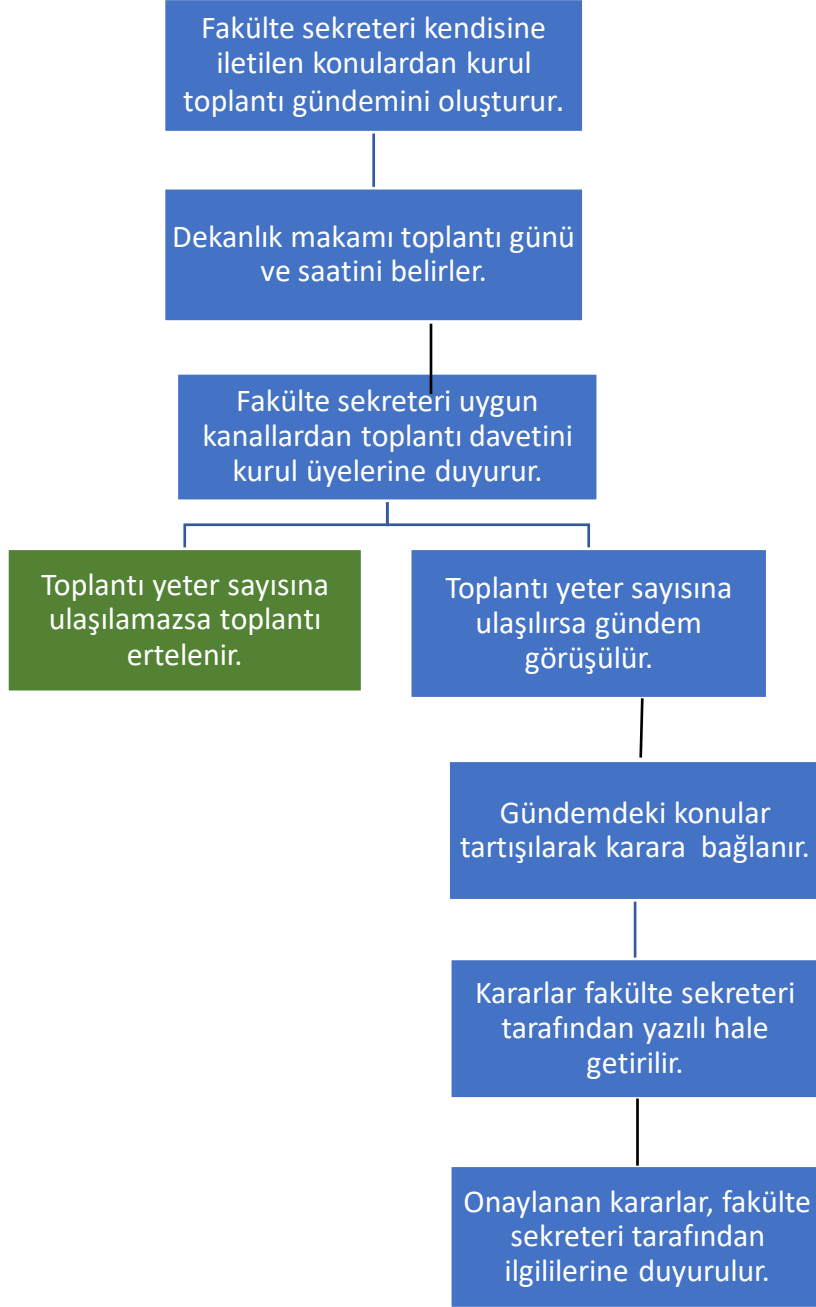 Fakülte sekreteri kendisine
iletilen konulardan kurul
toplantı gündemini oluşturur.
Dekanlık makamı toplantı günü
ve saatini belirler.
Fakülte sekreteri uygun
kanallardan toplantı davetini
kurul üyelerine duyurur.
Toplantı yeter sayısına
ulaşılamazsa toplantı
ertelenir.
Toplantı yeter sayısına
ulaşılırsa gündem
görüşülür.
Gündemdeki konular
tartışılarak karara  bağlanır.
Kararlar fakülte sekreteri
tarafından yazılı hale
getirilir.
Onaylanan kararlar, fakülte
sekreteri tarafından
ilgililerine duyurulur.